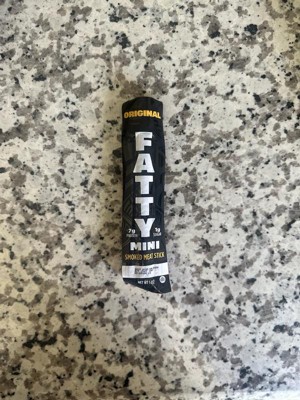 ORIGINAL
FATTY
7g 1g
MINI
SMOKED MEAT STICK